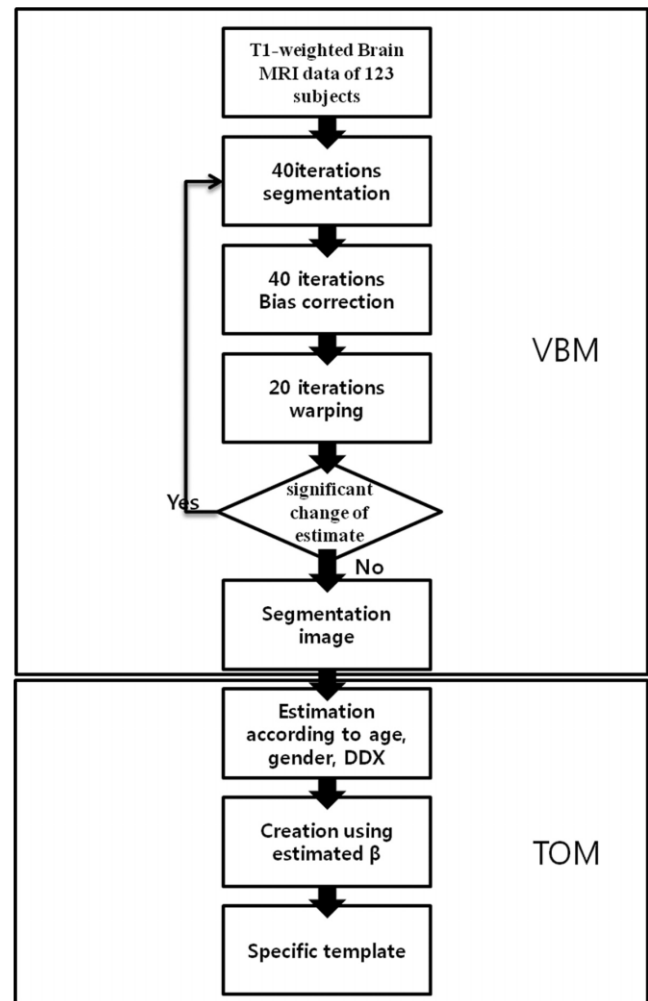 T1-weighted Brain
MRI data of 123
subjects
40iterations
segmentation
40 iterations
Bias correction
VBM
20 iterations
warping
Yes
significant
change of
estimate
No
Segmentation
image
Estimation
according to age,
gender, DDX
Creation using
estimated β
TOM
Specific template